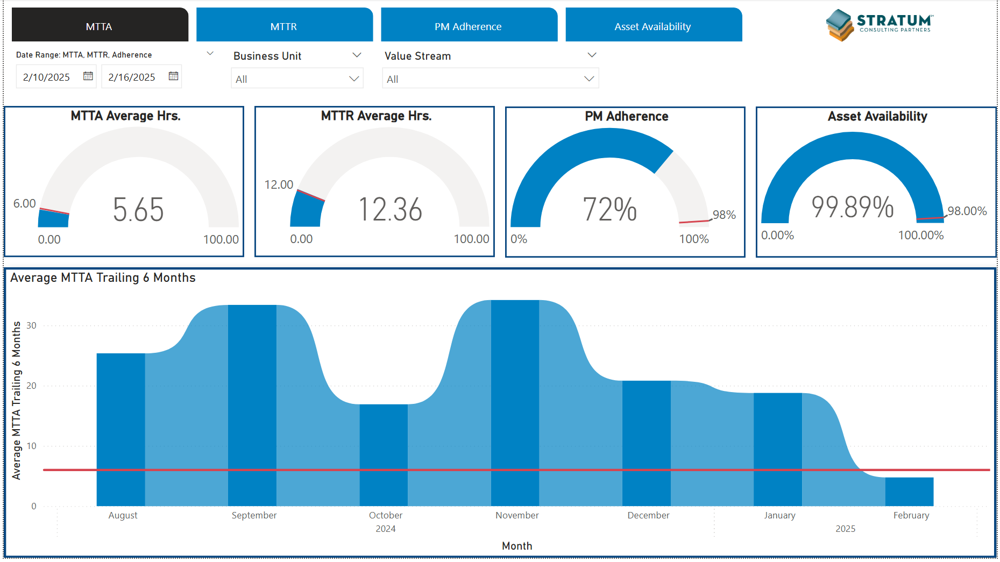 MTTA
MTTR
PM Adherence
Asset Availability
STRATUM
CONSULTING PARTNERS
Date Range: MTTA, MTTR, Adherence
2/10/2025
2/16/2025
Business Unit
All
Value Stream
All
MTTA Average Hrs.
6.00
5.65
0.00
100.00
MTTR Average Hrs.
12.00
12.36
0.00
100.00
PM Adherence
72%
98%
0%
100%
Asset Availability
99.89%
98.00%
0.00%
100.00%
Average MTTA Trailing 6 Months
Average MTTA Trailing 6 Months
30
20
10
0
August
September
October
November
December
January
February
2024
2025
Month